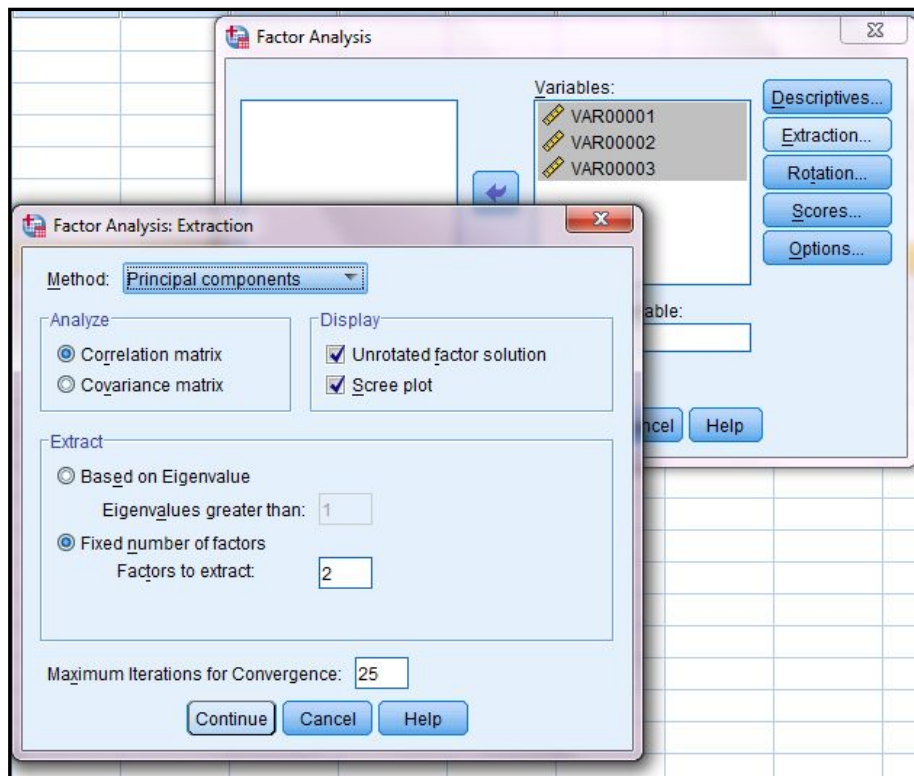 Factor Analysis
Variables:
VAR00001
VAR00002
VAR00003
Descriptives...
Extraction...
Rotation...
Scores...
Options...
able:
ncel
Help
Factor Analysis: Extraction
Method: Principal components
Analyze
Correlation matrix
Covariance matrix
Display
Unrotated factor solution
Scree plot
Extract
Based on Eigenvalue
Eigenvalues greater than: 1
Fixed number of factors
Factors to extract: 2
Maximum Iterations for Convergence: 25
Continue
Cancel
Help